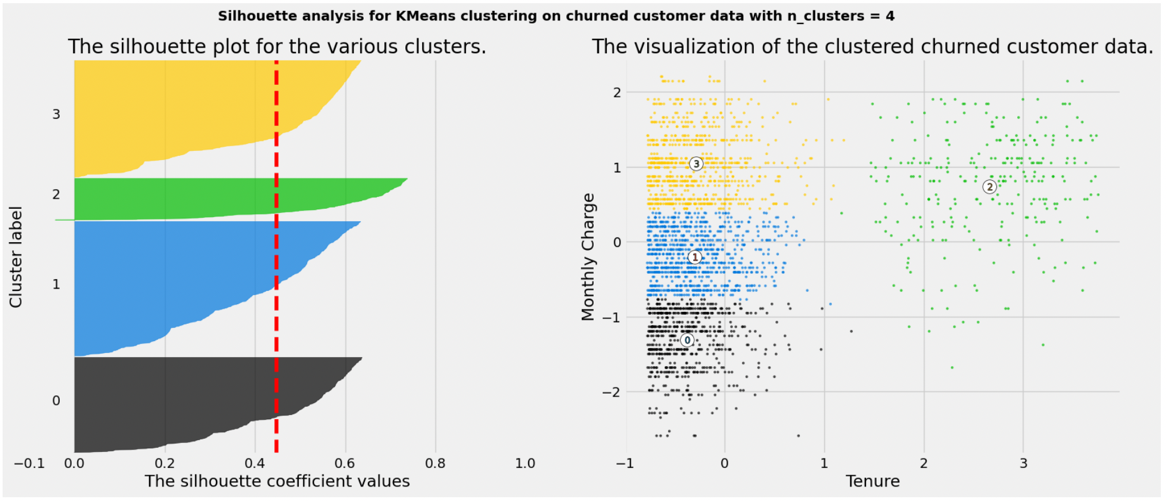 Silhouette analysis for KMeans clustering on churned customer data with n_clusters = 4
The silhouette plot for the various clusters.
3
2
1
0
Cluster label
−0.1 0.0 0.2 0.4 0.6 0.8 1.0
The silhouette coefficient values
The visualization of the clustered churned customer data.
2
1
0
−1
−2
Monthly Charge
3
2
1
0
−1 0 1 2 3
Tenure